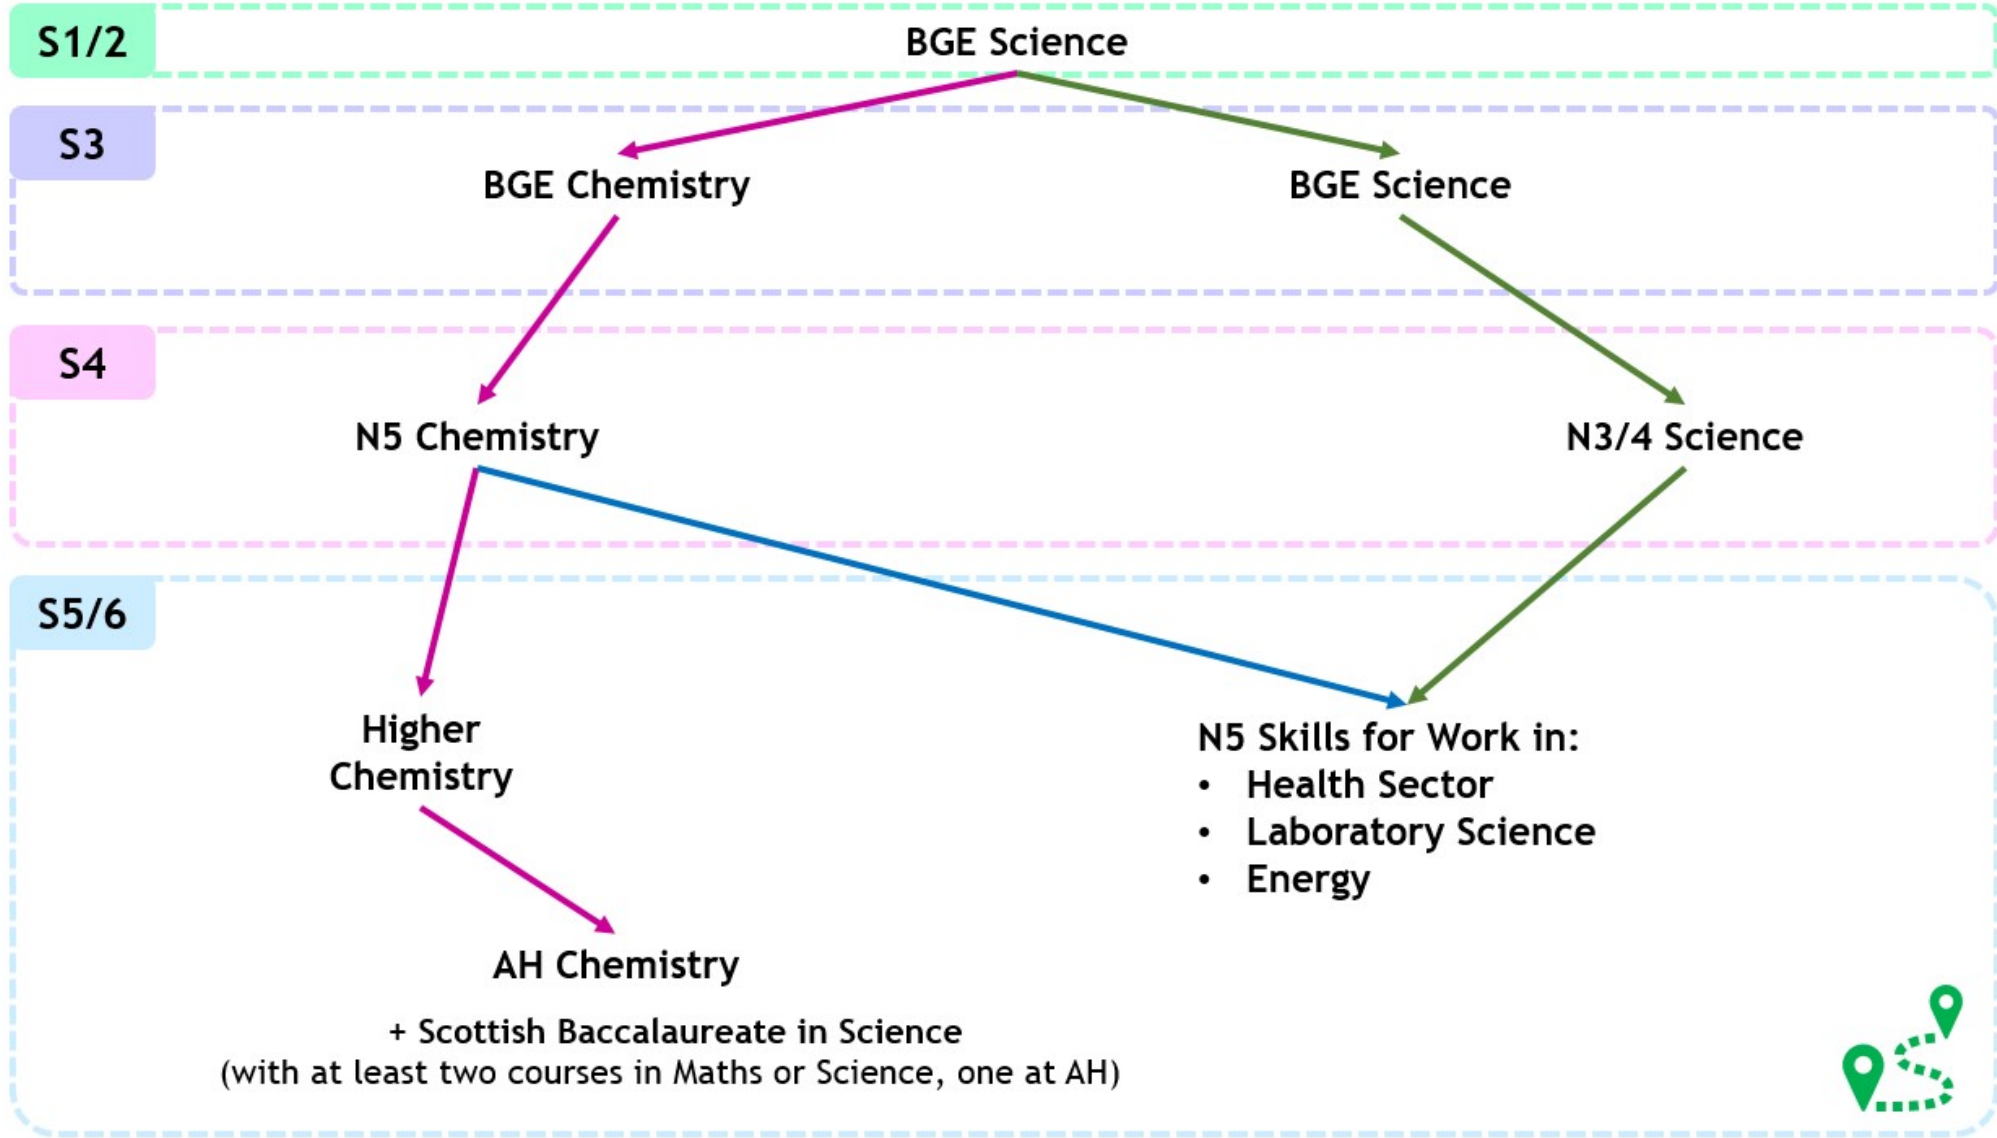 S1/2
BGE Science
S3
BGE Chemistry
BGE Science
S4
N5 Chemistry
N3/4 Science
S5/6
Higher
Chemistry
N5 Skills for Work in:
• Health Sector
• Laboratory Science
• Energy
AH Chemistry
+ Scottish Baccalaureate in Science
(with at least two courses in Maths or Science, one at AH)